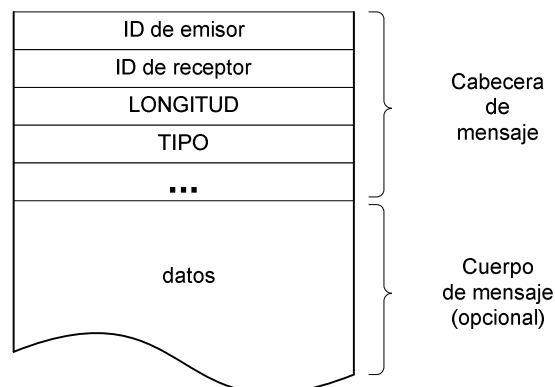 ID de emisor
ID de receptor
LONGITUD
TIPO
...
datos
Cabecera
de
mensaje
Cuerpo
de mensaje
(opcional)